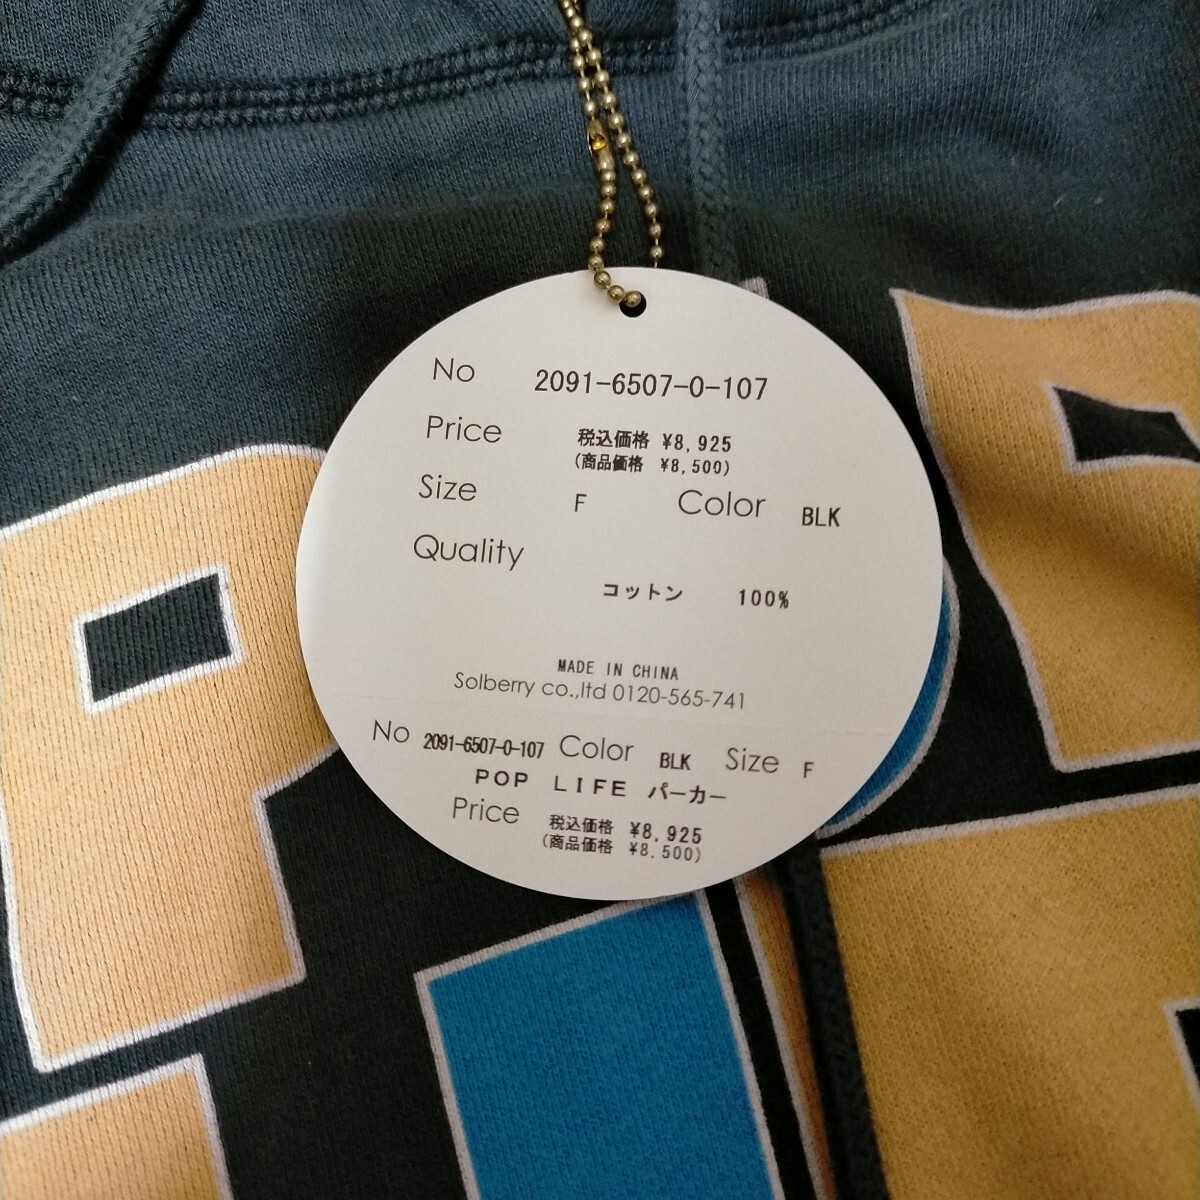 No 2091-6507-0-107
Price 税込価格 ¥8,925
(商品価格 ¥8,500)
Size F Color BLK
Quality
コットン 100%
MADE IN CHINA
Solberry co.,ltd 0120-565-741
No 2091-6507-0-107 Color BLK Size F
POP LIFE パーカー
Price 税込価格 ¥8,925
(商品価格 ¥8,500)